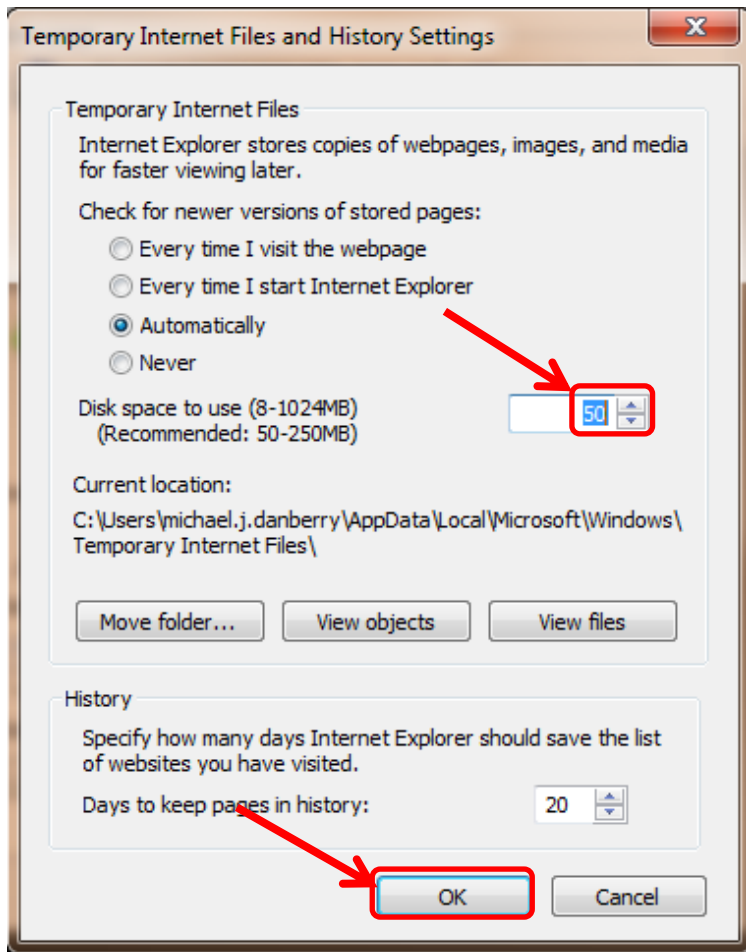 Temporary Internet Files and History Settings
Temporary Internet Files
Internet Explorer stores copies of webpages, images, and media
for faster viewing later.
Check for newer versions of stored pages:
Every time I visit the webpage
Every time I start Internet Explorer
Automatically
Never
Disk space to use (8-1024MB) 50
(Recommended: 50-250MB)
Current location:
C:\Users\michael.j.danberry\AppData\Local\Microsoft\Windows\
Temporary Internet Files\
Move folder... View objects View files
History
Specify how many days Internet Explorer should save the list
of websites you have visited.
Days to keep pages in history: 20
OK Cancel